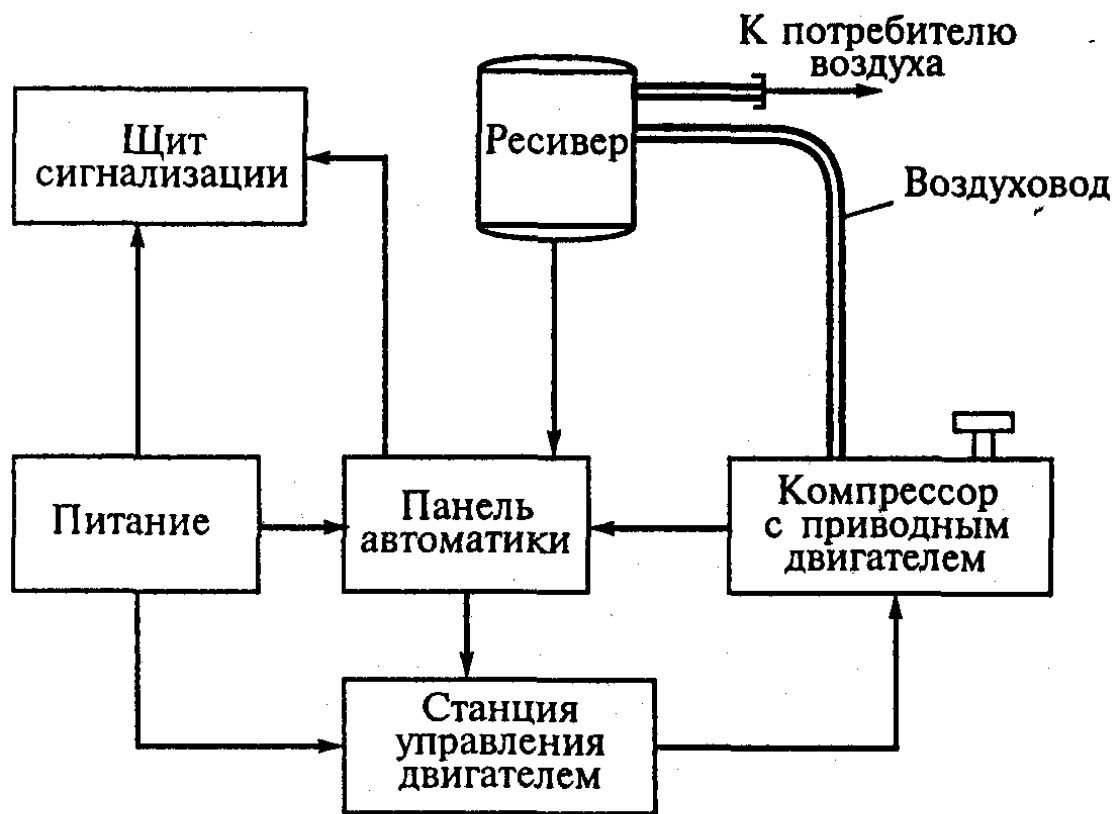 К потребителю
воздуха
Щит
сигнализации
Ресивер
Воздуховод
Питание
Панель
автоматики
Компрессор
с приводным
двигателем
Станция
управления
двигателем